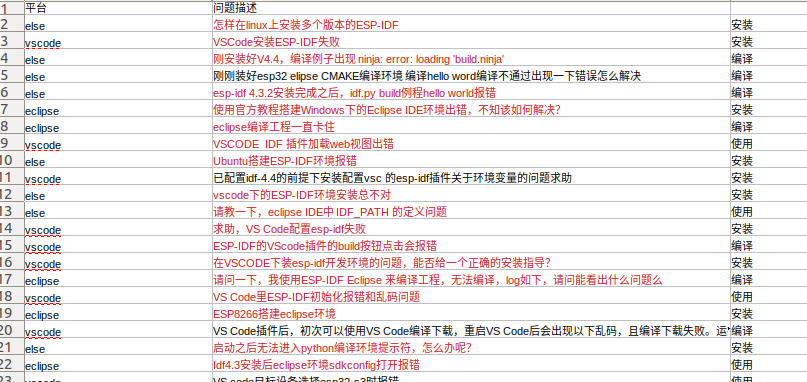 1 平台 问题描述
2 else 怎样在linux上安装多个版本的ESP-IDF 安装
3 vscode VSCode安装ESP-IDF失败 安装
4 else 刚安装好V4.4，编译例子出现 ninja: error: loading 'build.ninja' 编译
5 else 刚刚装好esp32 elipse CMAKE编译环境 编译hello word编译不通过出现一下错误怎么解决 编译
6 else esp-idf 4.3.2安装完成之后，idf.py build例程hello world报错 编译
7 eclipse 使用官方教程搭建Windows下的Eclipse IDE环境出错，不知该如何解决？ 安装
8 eclipse eclipse编译工程一直卡住 编译
9 vscode VSCODE IDF 插件加载web视图出错 使用
10 else Ubuntu搭建ESP-IDF环境报错 安装
11 vscode 已配置idf-4.4的前提下安装配置vsc 的esp-idf插件关于环境变量的问题求助 安装
12 else vscode下的ESP-IDF环境安装总不对 安装
13 else 请教一下，eclipse IDE中 IDF_PATH 的定义问题 使用
14 vscode 求助，VS Code配置esp-idf失败 安装
15 vscode ESP-IDF的VScode插件的build按钮点击会报错 编译
16 vscode 在VSCODE下装esp-idf开发环境的问题，能否给一个正确的安装指导？ 安装
17 eclipse 请问一下，我使用ESP-IDF Eclipse 来编译工程，无法编译，log如下，请问能看出什么问题么 编译
18 vscode VS Code里ESP-IDF初始化报错和乱码问题 使用
19 eclipse ESP8266搭建eclipse环境 安装
20 vscode VS Code插件后，初次可以使用VS Code编译下载，重启VS Code后会出现以下乱码，且编译下载失败。运 编译
21 else 启动之后无法进入python编译环境提示符，怎么办呢？ 安装
22 eclipse Idf4.3安装后eclipse环境sdkconfig打开报错 使用
23 vscode VS code目标设备选择esp32-s3时报错 使用